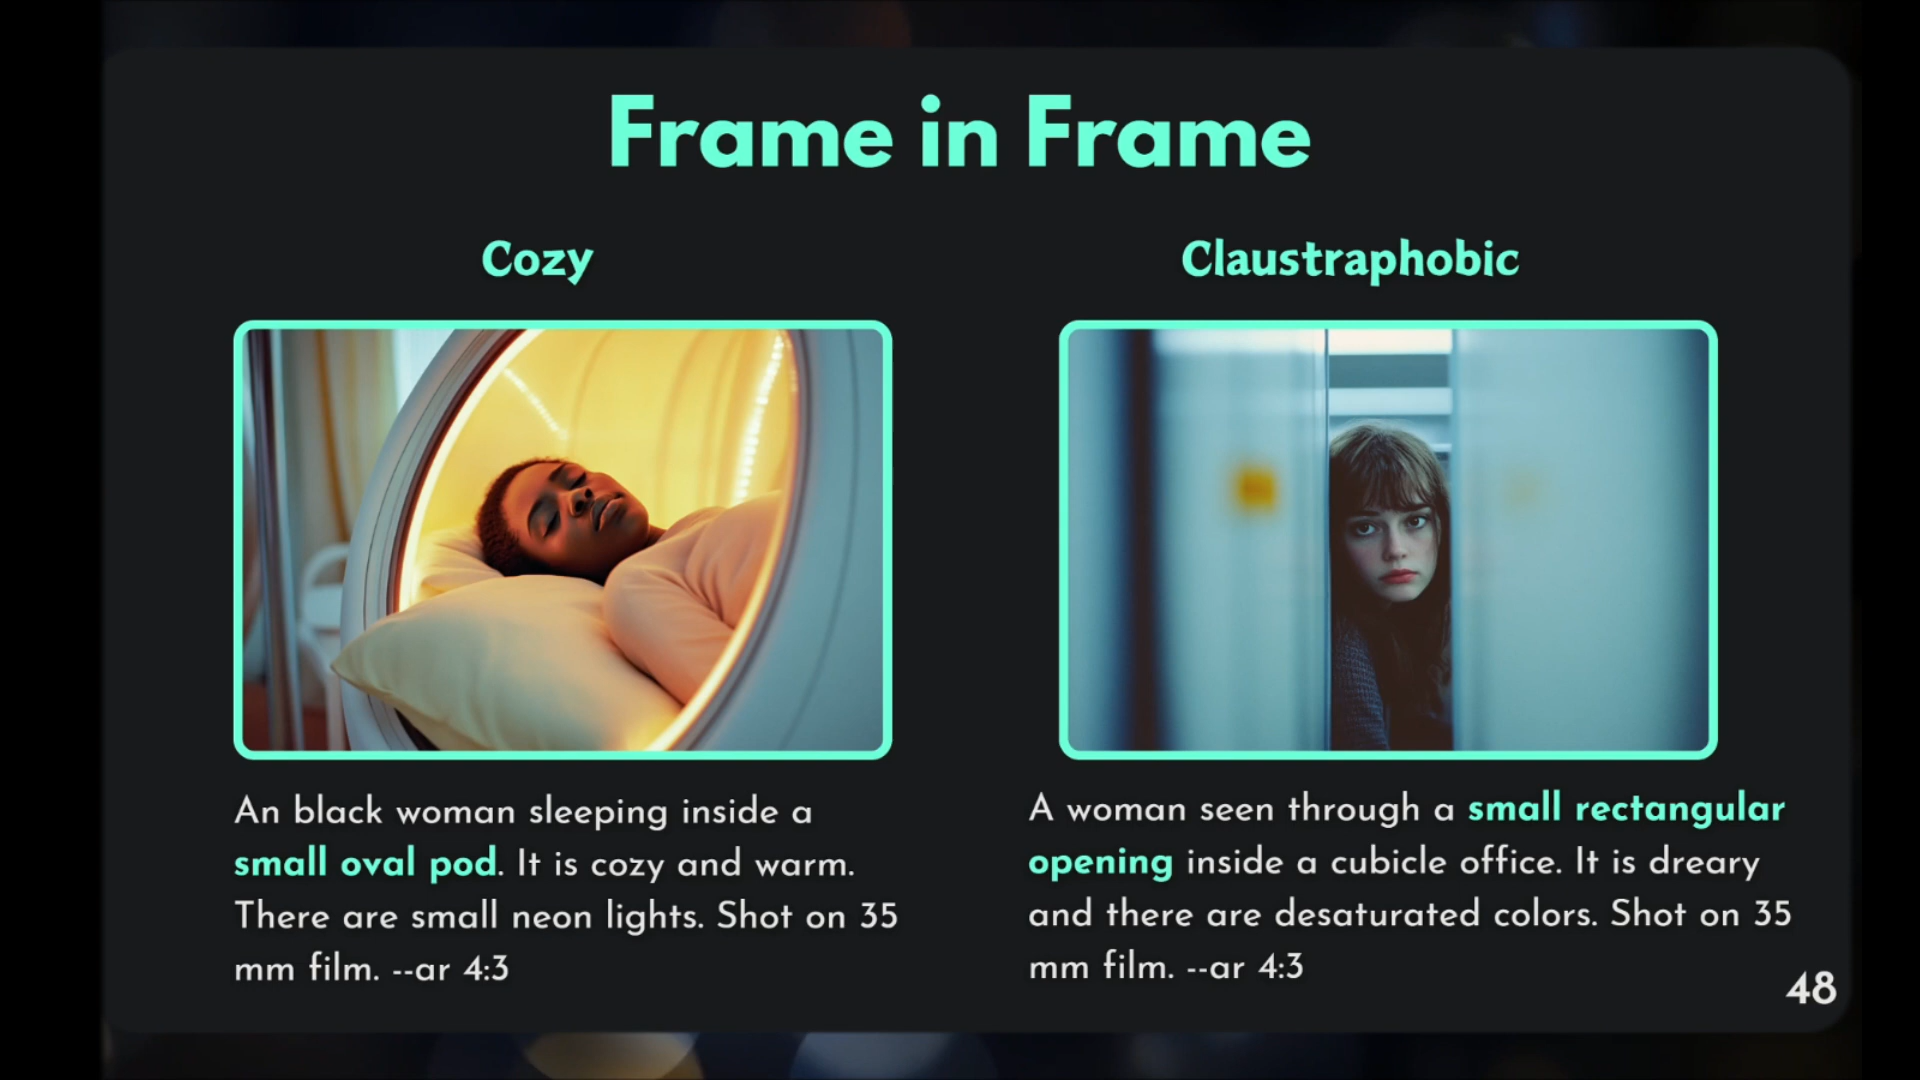 Frame in Frame
Cozy
Claustraphobic
An black woman sleeping inside a
small oval pod. It is cozy and warm.
There are small neon lights. Shot on 35
mm film. --ar 4:3
A woman seen through a small rectangular
opening inside a cubicle office. It is dreary
and there are desaturated colors. Shot on 35
mm film. --ar 4:3
48